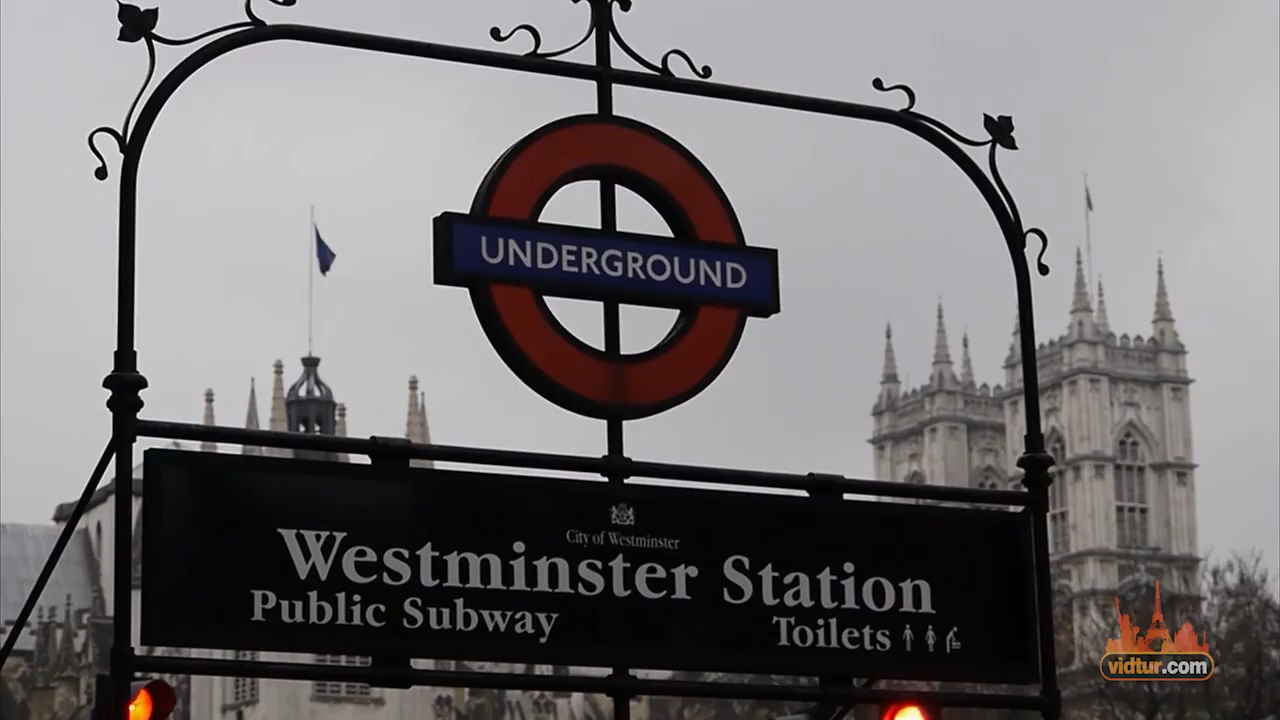 UNDERGROUND
City of Westminster
Westminster Station
Public Subway
Toilets
vidtur.com